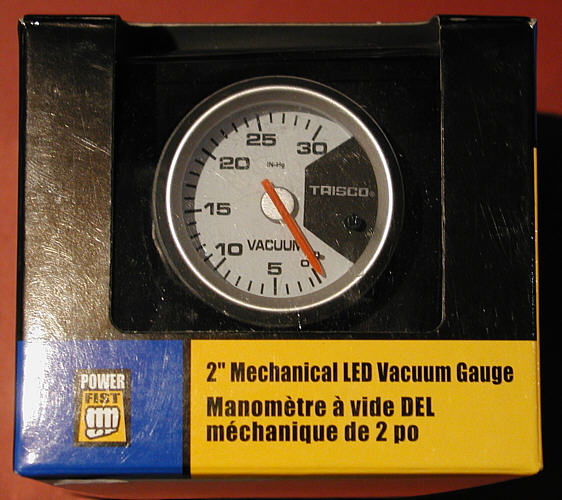 25
30
IN-Hg
20
TRISCO®
15
10
VACUUM
5
0
POWER
FIST
2" Mechanical LED Vacuum Gauge
Manomètre à vide DEL
méchanique de 2 po